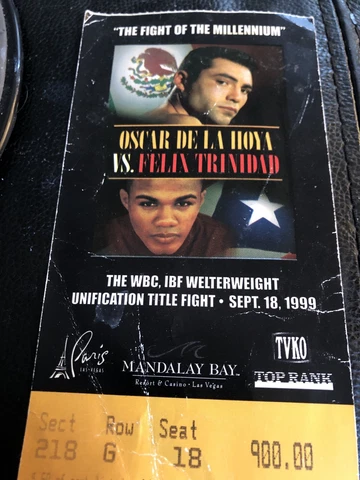 "THE FIGHT OF THE MILLENNIUM"
OSCAR DE LA HOYA
VS. FELIX TRINIDAD
THE WBC, IBF WELTERWEIGHT
UNIFICATION TITLE FIGHT • SEPT. 18, 1999
Paris
LAS VEGAS
MANDALAY BAY
Resort & Casino - Las Vegas
TVKO
TOP RANK
Sect Row Seat
218 G 18 900.00